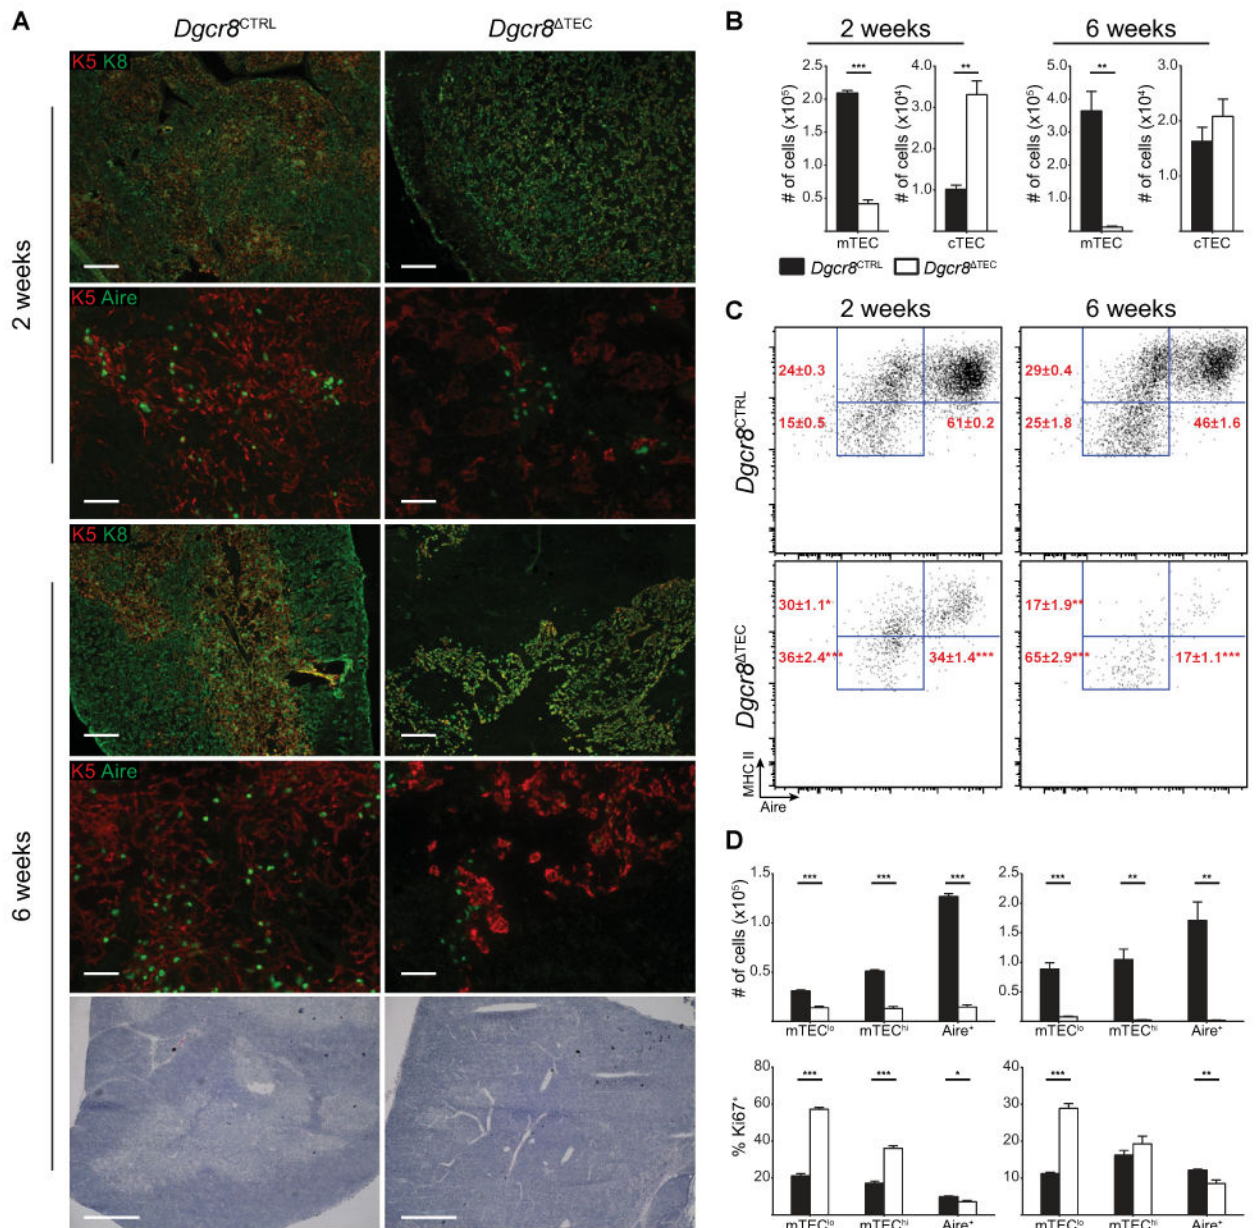 A
Dgcr8CTRL
Dgcr8ΔTEC
2 weeks
K5 K8
K5 Aire
6 weeks
K5 K8
K5 Aire
B
2 weeks
6 weeks
# of cells (x10⁵)
2.5
2.0
1.5
1.0
0.5
***
mTEC
# of cells (x10⁴)
4.0
3.0
2.0
1.0
**
cTEC
# of cells (x10⁵)
5.0
4.0
3.0
2.0
1.0
**
mTEC
# of cells (x10⁴)
3.0
2.0
1.0
cTEC
Dgcr8CTRL
Dgcr8ΔTEC
C
2 weeks
6 weeks
Dgcr8CTRL
24±0.3
15±0.5
61±0.2
29±0.4
25±1.8
46±1.6
Dgcr8ΔTEC
30±1.1*
36±2.4***
34±1.4***
17±1.9**
65±2.9***
17±1.1***
MHC II
Aire
D
# of cells (x10⁵)
1.5
1.0
0.5
***
***
***
mTEClo
mTEChi
Aire⁺
2.5
2.0
1.5
1.0
0.5
***
**
**
mTEClo
mTEChi
Aire⁺
% Ki67⁺
80
60
40
20
***
***
*
mTEClo
mTEChi
Aire⁺
40
30
20
10
***
**
mTEClo
mTEChi
Aire⁺